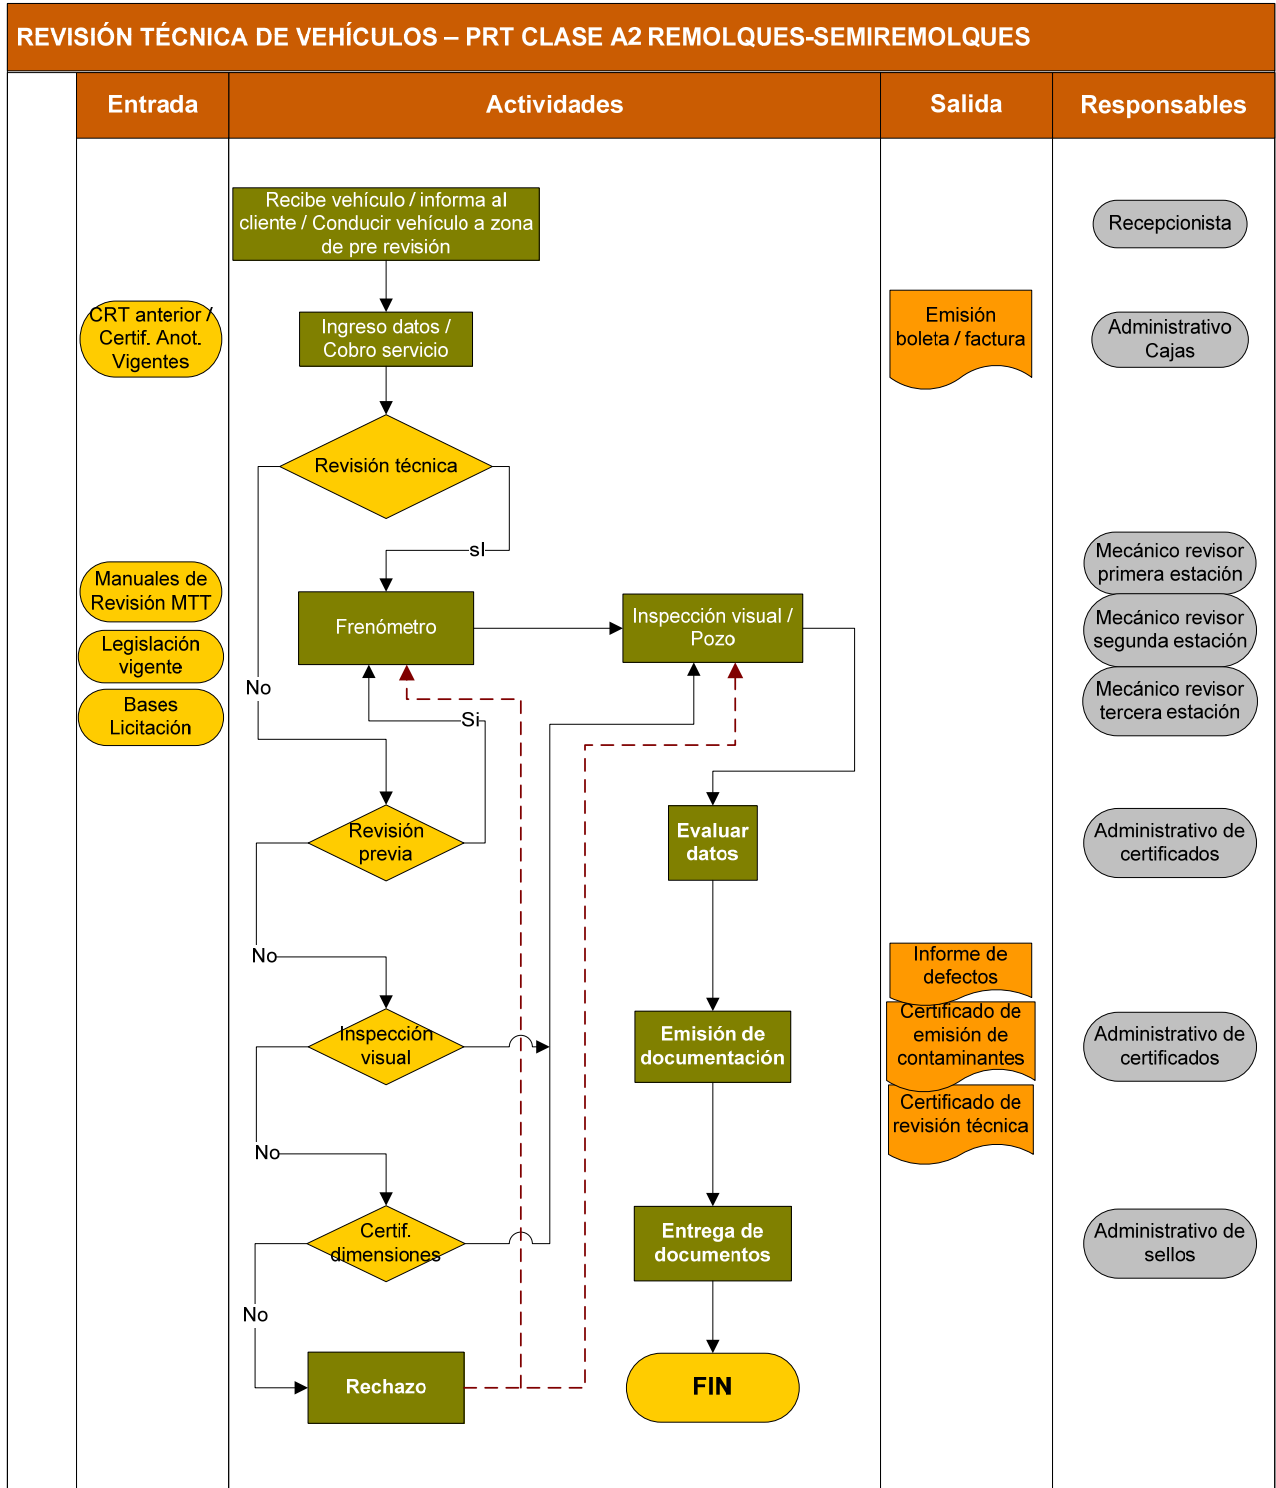 REVISIÓN TÉCNICA DE VEHÍCULOS – PRT CLASE A2 REMOLQUES-SEMIREMOLQUES
Entrada
Actividades
Salida
Responsables
Recibe vehículo / informa al
cliente / Conducir vehículo a zona
de pre revisión
Recepcionista
CRT anterior /
Certif. Anot.
Vigentes
Ingreso datos /
Cobro servicio
Emisión
boleta / factura
Administrativo
Cajas
Revisión técnica
sI
Manuales de
Revisión MTT
Legislación
vigente
Bases
Licitación
Frenómetro
Inspección visual /
Pozo
Mecánico revisor
primera estación
Mecánico revisor
segunda estación
Mecánico revisor
tercera estación
No
Si
Revisión
previa
Evaluar
datos
Administrativo de
certificados
No
Inspección
visual
Emisión de
documentación
Informe de
defectos
Certificado de
emisión de
contaminantes
Certificado de
revisión técnica
Administrativo de
certificados
No
Certif.
dimensiones
Entrega de
documentos
Administrativo de
sellos
No
Rechazo
FIN